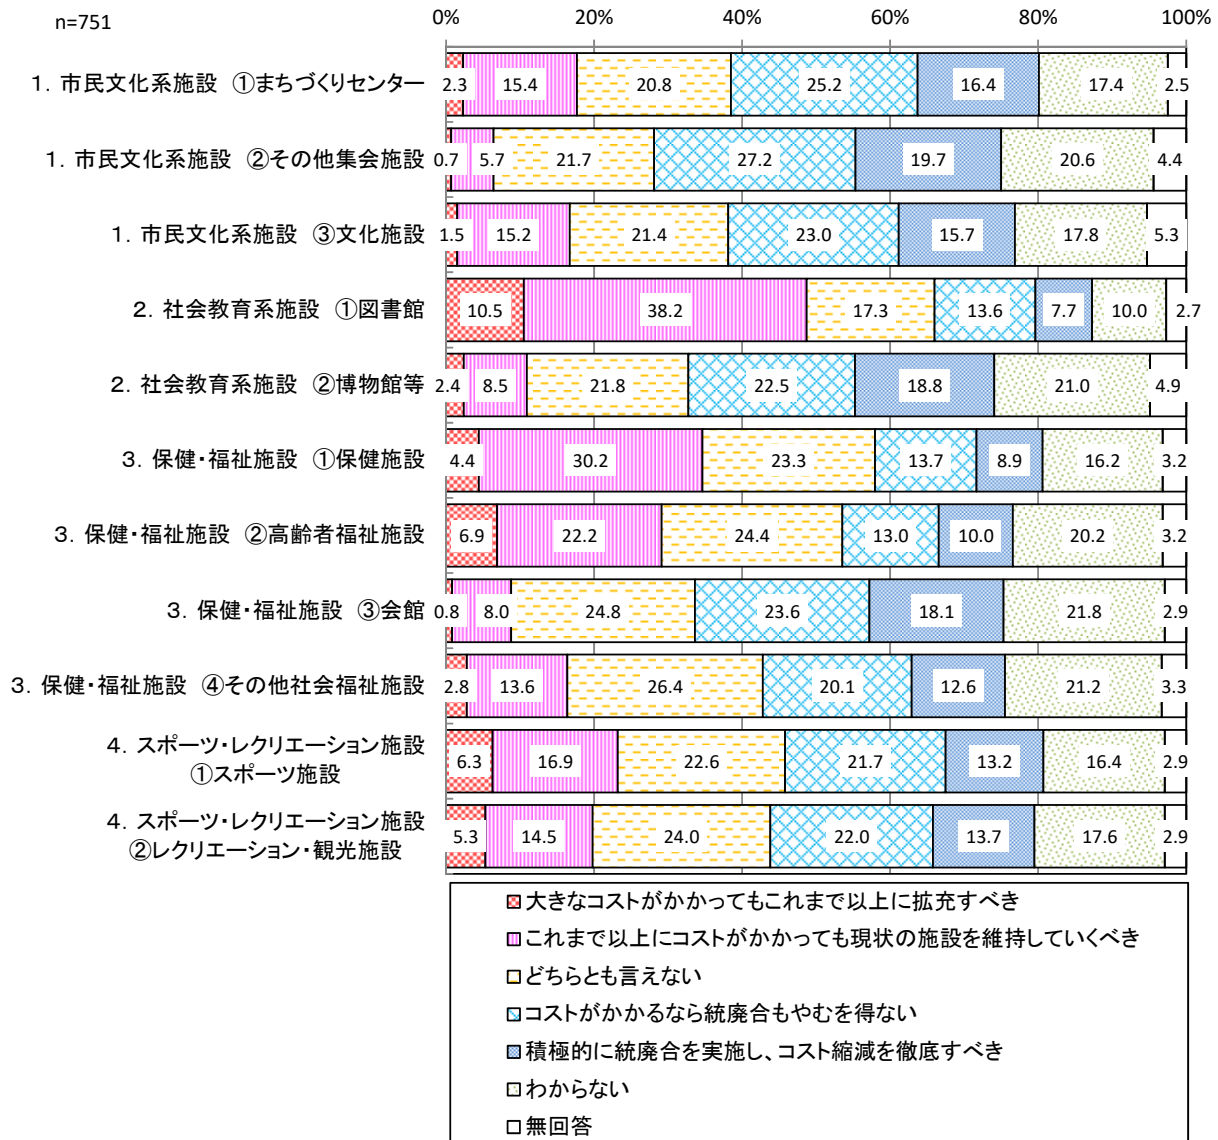 n=751
0% 20% 40% 60% 80% 100%
1. 市民文化系施設 ①まちづくりセンター 2.3 15.4 20.8 25.2 16.4 17.4 2.5
1. 市民文化系施設 ②その他集会施設 0.7 5.7 21.7 27.2 19.7 20.6 4.4
1. 市民文化系施設 ③文化施設 1.5 15.2 21.4 23.0 15.7 17.8 5.3
2. 社会教育系施設 ①図書館 10.5 38.2 17.3 13.6 7.7 10.0 2.7
2. 社会教育系施設 ②博物館等 2.4 8.5 21.8 22.5 18.8 21.0 4.9
3. 保健・福祉施設 ①保健施設 4.4 30.2 23.3 13.7 8.9 16.2 3.2
3. 保健・福祉施設 ②高齢者福祉施設 6.9 22.2 24.4 13.0 10.0 20.2 3.2
3. 保健・福祉施設 ③会館 0.8 8.0 24.8 23.6 18.1 21.8 2.9
3. 保健・福祉施設 ④その他社会福祉施設 2.8 13.6 26.4 20.1 12.6 21.2 3.3
4. スポーツ・レクリエーション施設
①スポーツ施設 6.3 16.9 22.6 21.7 13.2 16.4 2.9
4. スポーツ・レクリエーション施設
②レクリエーション・観光施設 5.3 14.5 24.0 22.0 13.7 17.6 2.9
大きなコストがかかってもこれまで以上に拡充すべき
これまで以上にコストがかかっても現状の施設を維持していくべき
どちらとも言えない
コストがかかるなら統廃合もやむを得ない
積極的に統廃合を実施し、コスト縮減を徹底すべき
わからない
無回答